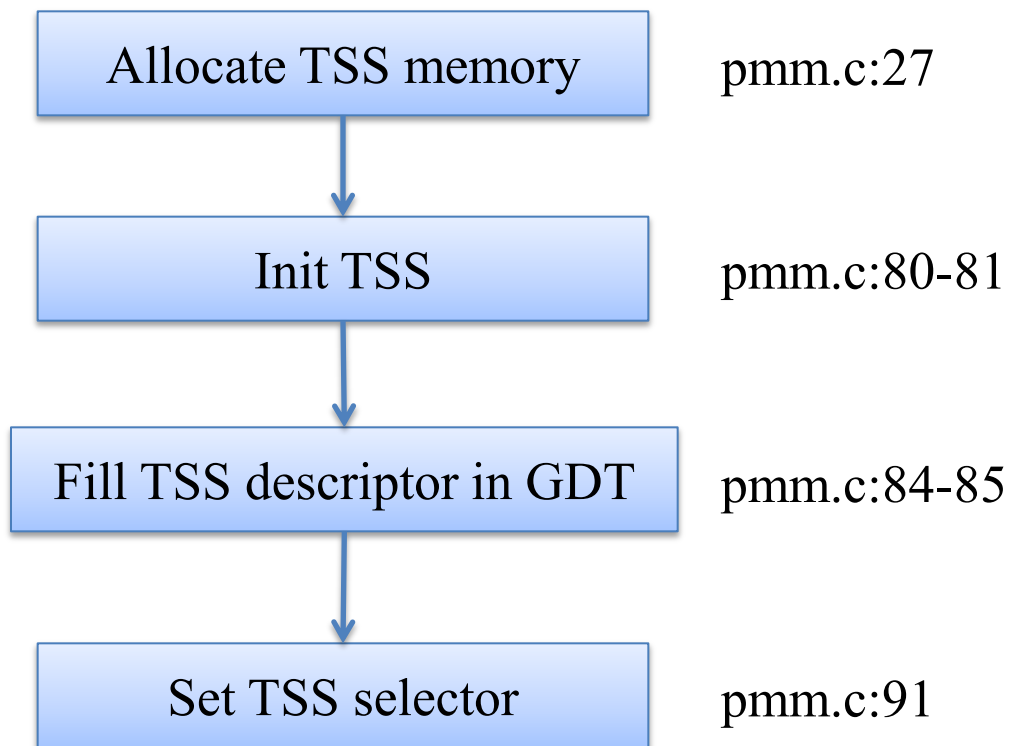 Allocate TSS memory pmm.c:27
Init TSS pmm.c:80-81
Fill TSS descriptor in GDT pmm.c:84-85
Set TSS selector pmm.c:91